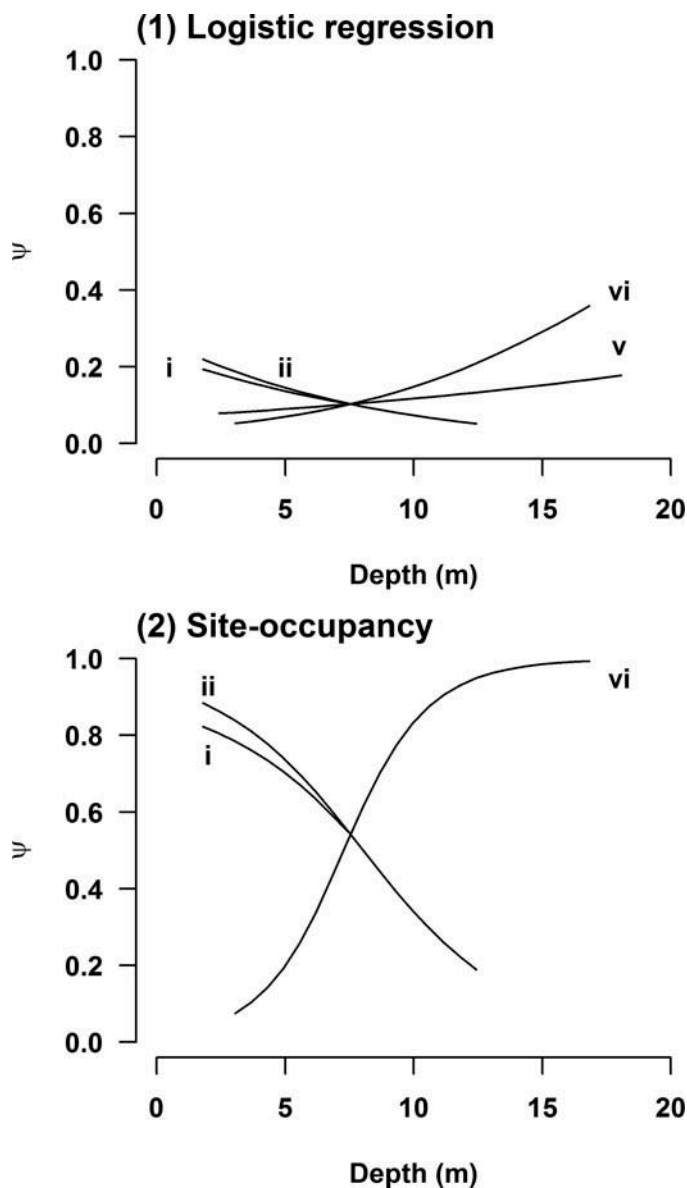 (1) Logistic regression
1.0
0.8
0.6
ψ
0.4
vi
v
i
ii
0.2
0.0
0 5 10 15 20
Depth (m)
(2) Site-occupancy
1.0
ii
vi
0.8
i
0.6
ψ
0.4
0.2
0.0
0 5 10 15 20
Depth (m)